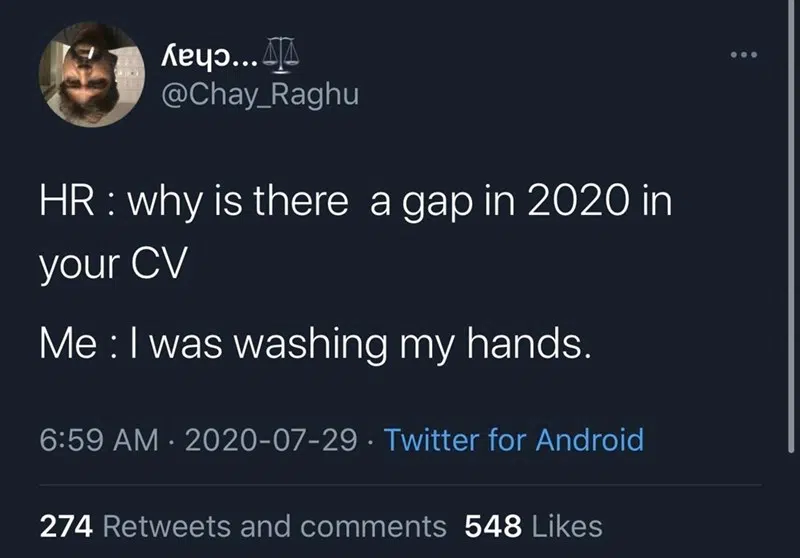 ʎɐɥɔ...
@Chay_Raghu
HR : why is there  a gap in 2020 in
your CV
Me : I was washing my hands.
6:59 AM · 2020-07-29 · Twitter for Android
274 Retweets and comments 548 Likes